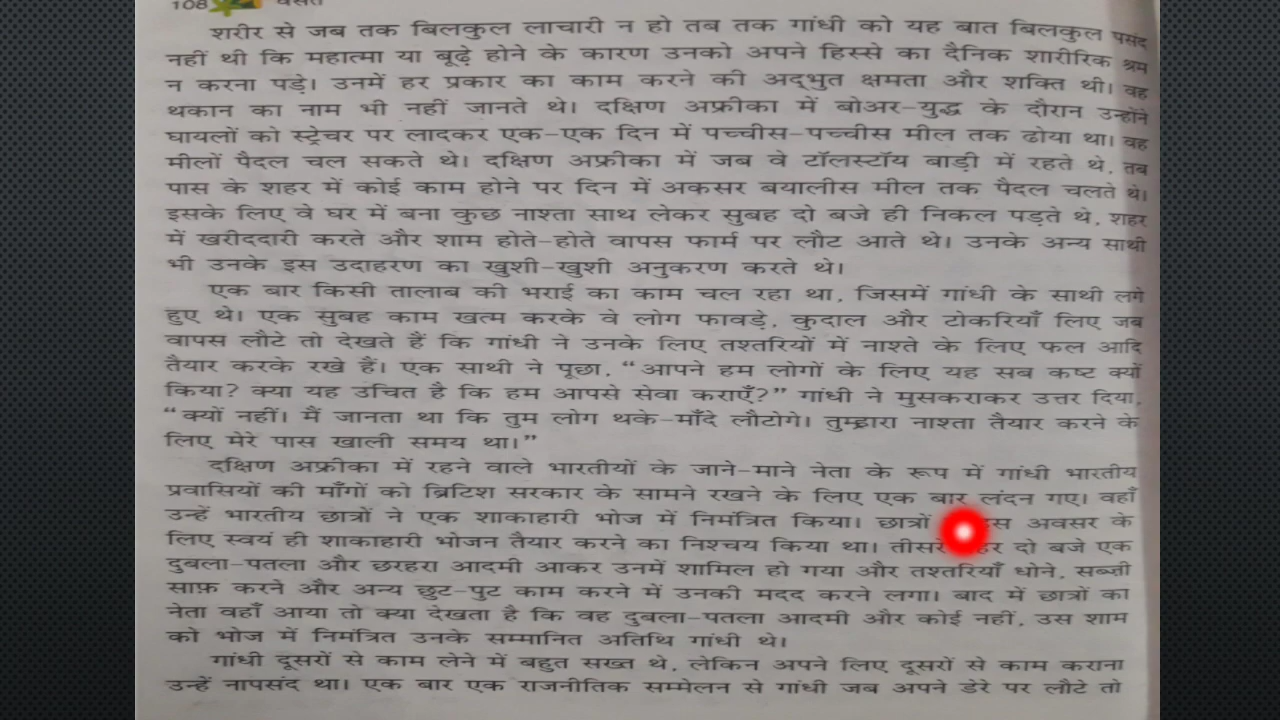 108 वसंत
शरीर से जब तक बिलकुल लाचारी न हो तब तक गांधी को यह बात बिलकुल पसंद
नहीं थी कि महात्मा या बूढ़े होने के कारण उनको अपने हिस्से का दैनिक शारीरिक श्रम
न करना पड़े। उनमें हर प्रकार का काम करने की अद्भुत क्षमता और शक्ति थी। वह
थकान का नाम भी नहीं जानते थे। दक्षिण अफ्रीका में बोअर-युद्ध के दौरान उन्होंने
घायलों को स्ट्रेचर पर लादकर एक-एक दिन में पच्चीस-पच्चीस मील तक ढोया था। वह
मीलों पैदल चल सकते थे। दक्षिण अफ्रीका में जब वे टॉलस्टॉय बाड़ी में रहते थे, तब
पास के शहर में कोई काम होने पर दिन में अकसर बयालीस मील तक पैदल चलते थे।
इसके लिए वे घर में बना कुछ नाश्ता साथ लेकर सुबह दो बजे ही निकल पड़ते थे, शहर
में खरीददारी करते और शाम होते-होते वापस फार्म पर लौट आते थे। उनके अन्य साथी
भी उनके इस उदाहरण का खुशी-खुशी अनुकरण करते थे।
एक बार किसी तालाब की भराई का काम चल रहा था, जिसमें गांधी के साथी लगे
हुए थे। एक सुबह काम खत्म करके वे लोग फावड़े, कुदाल और टोकरियाँ लिए जब
वापस लौटे तो देखते हैं कि गांधी ने उनके लिए तश्तरियों में नाश्ते के लिए फल आदि
तैयार करके रखे हैं। एक साथी ने पूछा, “आपने हम लोगों के लिए यह सब कष्ट क्यों
किया? क्या यह उचित है कि हम आपसे सेवा कराएँ?” गांधी ने मुसकराकर उत्तर दिया,
“क्यों नहीं। मैं जानता था कि तुम लोग थके-माँदे लौटोगे। तुम्हारा नाश्ता तैयार करने के
लिए मेरे पास खाली समय था।”
दक्षिण अफ्रीका में रहने वाले भारतीयों के जाने-माने नेता के रूप में गांधी भारतीय
प्रवासियों की माँगों को ब्रिटिश सरकार के सामने रखने के लिए एक बार लंदन गए। वहाँ
उन्हें भारतीय छात्रों ने एक शाकाहारी भोज में निमंत्रित किया। छात्रों अवसर के
लिए स्वयं ही शाकाहारी भोजन तैयार करने का निश्चय किया था। दो बजे एक
दुबला-पतला और छरहरा आदमी आकर उनमें शामिल हो गया और तश्तरियाँ धोने, सब्ज़ी
साफ़ करने और अन्य छुट-पुट काम करने में उनकी मदद करने लगा। बाद में छात्रों का
नेता वहाँ आया तो क्या देखता है कि वह दुबला-पतला आदमी और कोई नहीं, उस शाम
को भोज में निमंत्रित उनके सम्मानित अतिथि गांधी थे।
गांधी दूसरों से काम लेने में बहुत सख्त थे, लेकिन अपने लिए दूसरों से काम कराना
उन्हें नापसंद था। एक बार एक राजनीतिक सम्मेलन से गांधी जब अपने डेरे पर लौटे तो